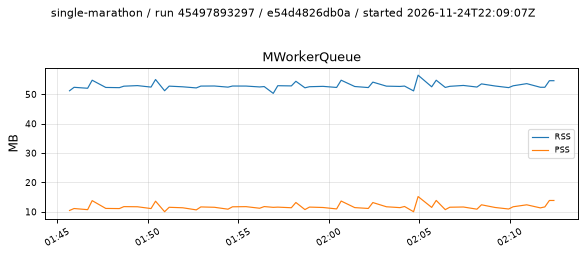 single-marathon / run 45497893297 / e54d4826db0a / started 2026-11-24T22:09:07Z
MWorkerQueue
MB
50
40
30
20
10
RSS
PSS
01:45
01:50
01:55
02:00
02:05
02:10